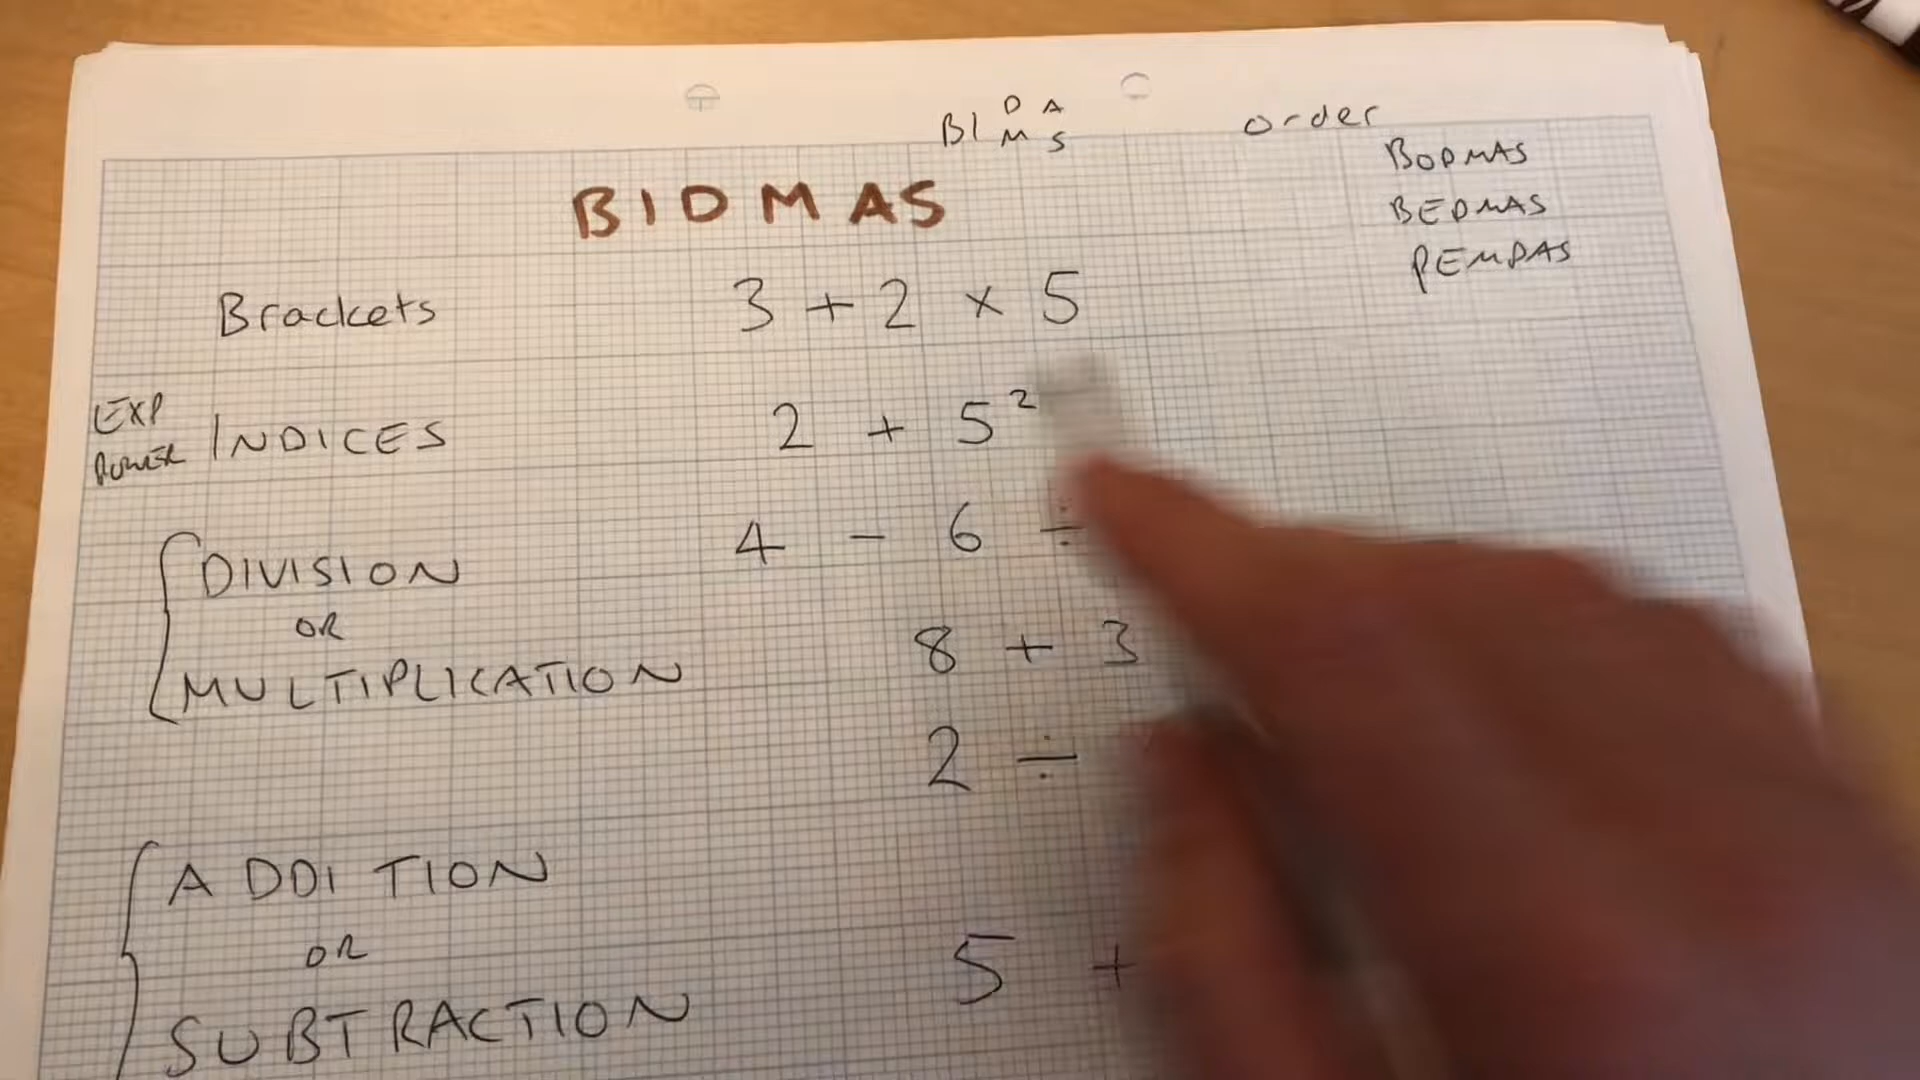 BI D A
M S
order
BODMAS
BEDMAS
PEMDAS
BIDMAS
Brackets 3 + 2 × 5
EXP
POWER
INDICES 2 + 5²
DIVISION 4 - 6 ÷
OR
MULTIPLICATION 8 + 3
2 ÷
ADDITION
OR
SUBTRACTION 5 +